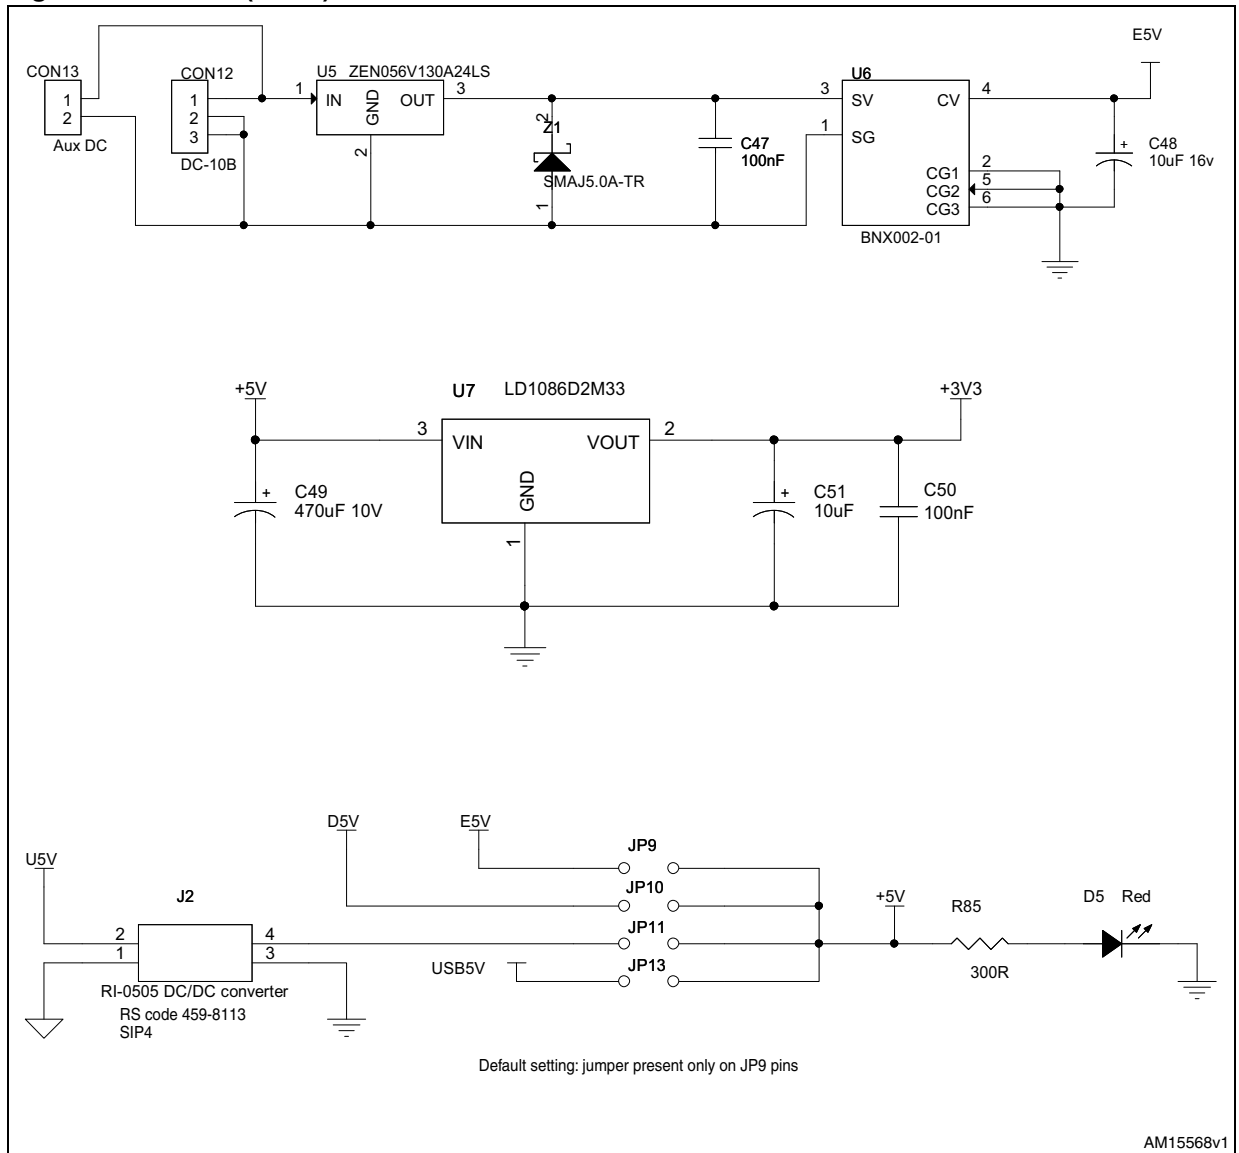 E5V
CON13
1
2
Aux DC
CON12
1
2
3
DC-10B
U5 ZEN056V130A24LS
1
IN
GND
OUT
3
2
2
Z1
SMAJ5.0A-TR
1
C47
100nF
U6
3
SV
CV
4
1
SG
CG1
2
CG2
5
CG3
6
BNX002-01
+
C48
10uF 16v
+5V
U7 LD1086D2M33
+3V3
3
VIN
VOUT
2
GND
1
+
C49
470uF 10V
+
C51
10uF
C50
100nF
D5V
E5V
U5V
J2
2
1
4
3
RI-0505 DC/DC converter
RS code 459-8113
SIP4
JP9
JP10
JP11
USB5V
JP13
+5V
R85
300R
D5 Red
Default setting: jumper present only on JP9 pins
AM15568v1